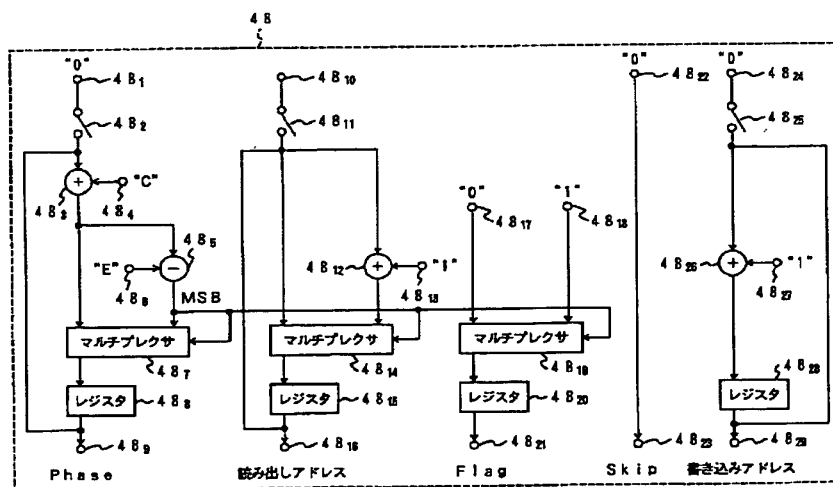 48
"0"
48₁
48₂
"C"
48₃
48₄
48₅
"E"
48₆
MSB
マルチプレクサ
48₇
レジスタ
48₈
48₉
Phase
48₁₀
48₁₁
48₁₂
"1"
48₁₃
マルチプレクサ
48₁₄
レジスタ
48₁₅
48₁₆
読み出しアドレス
"0"
48₁₇
"1"
48₁₈
マルチプレクサ
48₁₉
レジスタ
48₂₀
48₂₁
Flag
"0"
48₂₂
48₂₃
Skip
"0"
48₂₄
48₂₅
48₂₆
"1"
48₂₇
48₂₈
レジスタ
48₂₉
書き込みアドレス